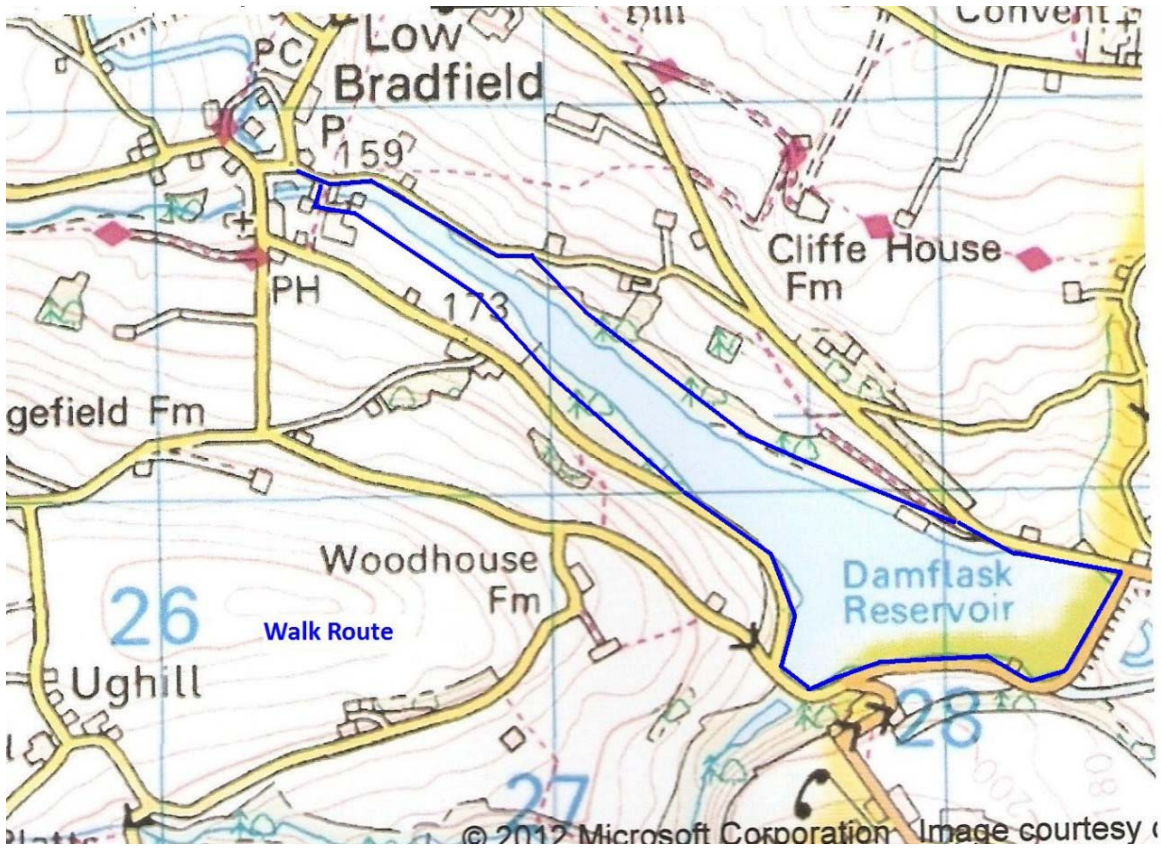 Convent
Low
Bradfield
PC
P
159
Cliffe House
Fm
PH
173
gefield Fm
Woodhouse
Fm
Damflask
Reservoir
26
Walk Route
Ughill
28
27
© 2012 Microsoft Corporation Image courtesy